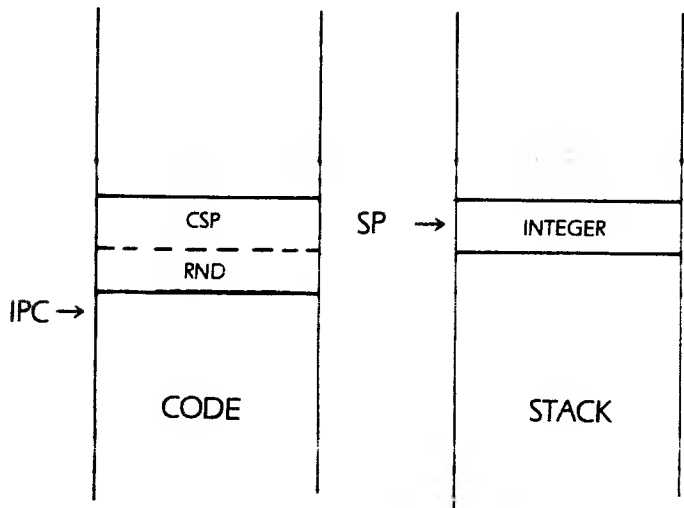 CSP
RND
IPC →
CODE
SP →
INTEGER
STACK